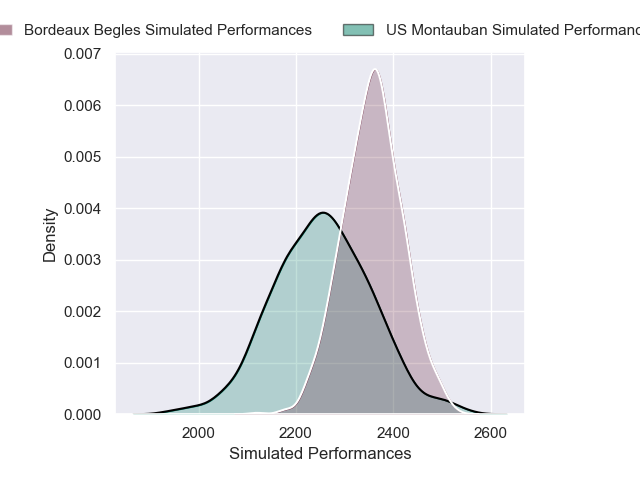 Bordeaux Begles Simulated Performances US Montauban Simulated Performanc
0.007
0.006
0.005
0.004
0.003
0.002
0.001
0.000
Density
2000 2200 2400 2600
Simulated Performances